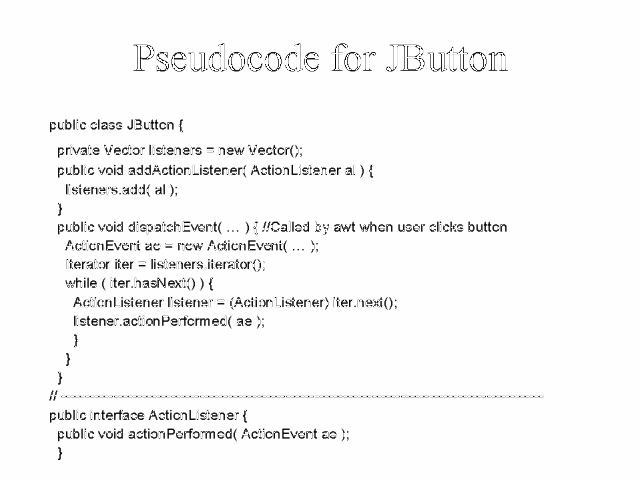 Pseudocode for JButton
public class JButton {
private Vector listeners = new Vector();
public void addActionListener( ActionListener al ) {
listeners.add( al );
}
public void dispatchEvent( … ) { //Called by awt when user clicks button
ActionEvent ae = new ActionEvent( … );
Iterator iter = listeners.iterator();
while ( iter.hasNext() ) {
ActionListener listener = (ActionListener) iter.next();
listener.actionPerformed( ae );
}
}
}
// ~~~~~~~~~~~~~~~~~~~~~~~~~~~~~~~~~~~~~~~~~~~~~~~~~~~~~~~~~~~~
public interface ActionListener {
public void actionPerformed( ActionEvent ae );
}